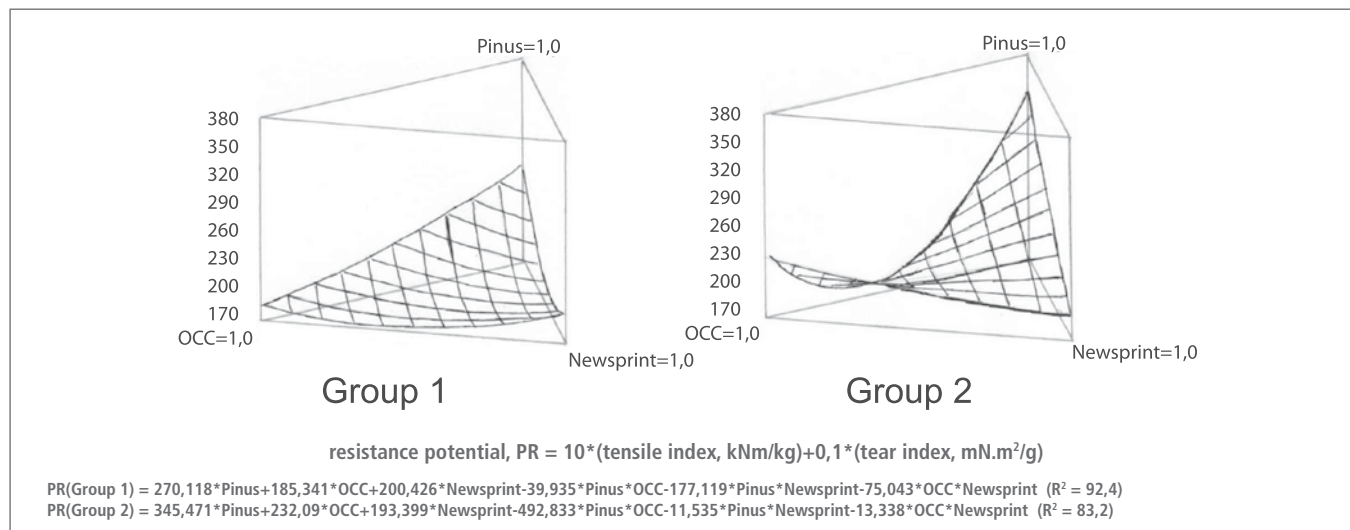 Pinus=1,0
380
350
320
290
260
230
200
170
OCC=1,0
Newsprint=1,0
Group 1
Pinus=1,0
380
350
320
290
260
230
200
170
OCC=1,0
Newsprint=1,0
Group 2
resistance potential, PR = 10*(tensile index, kNm/kg)+0,1*(tear index, mN.m²/g)
PR(Group 1) = 270,118*Pinus+185,341*OCC+200,426*Newsprint-39,935*Pinus*OCC-177,119*Pinus*Newsprint-75,043*OCC*Newsprint (R² = 92,4)
PR(Group 2) = 345,471*Pinus+232,09*OCC+193,399*Newsprint-492,833*Pinus*OCC-11,535*Pinus*Newsprint-13,338*OCC*Newsprint (R² = 83,2)